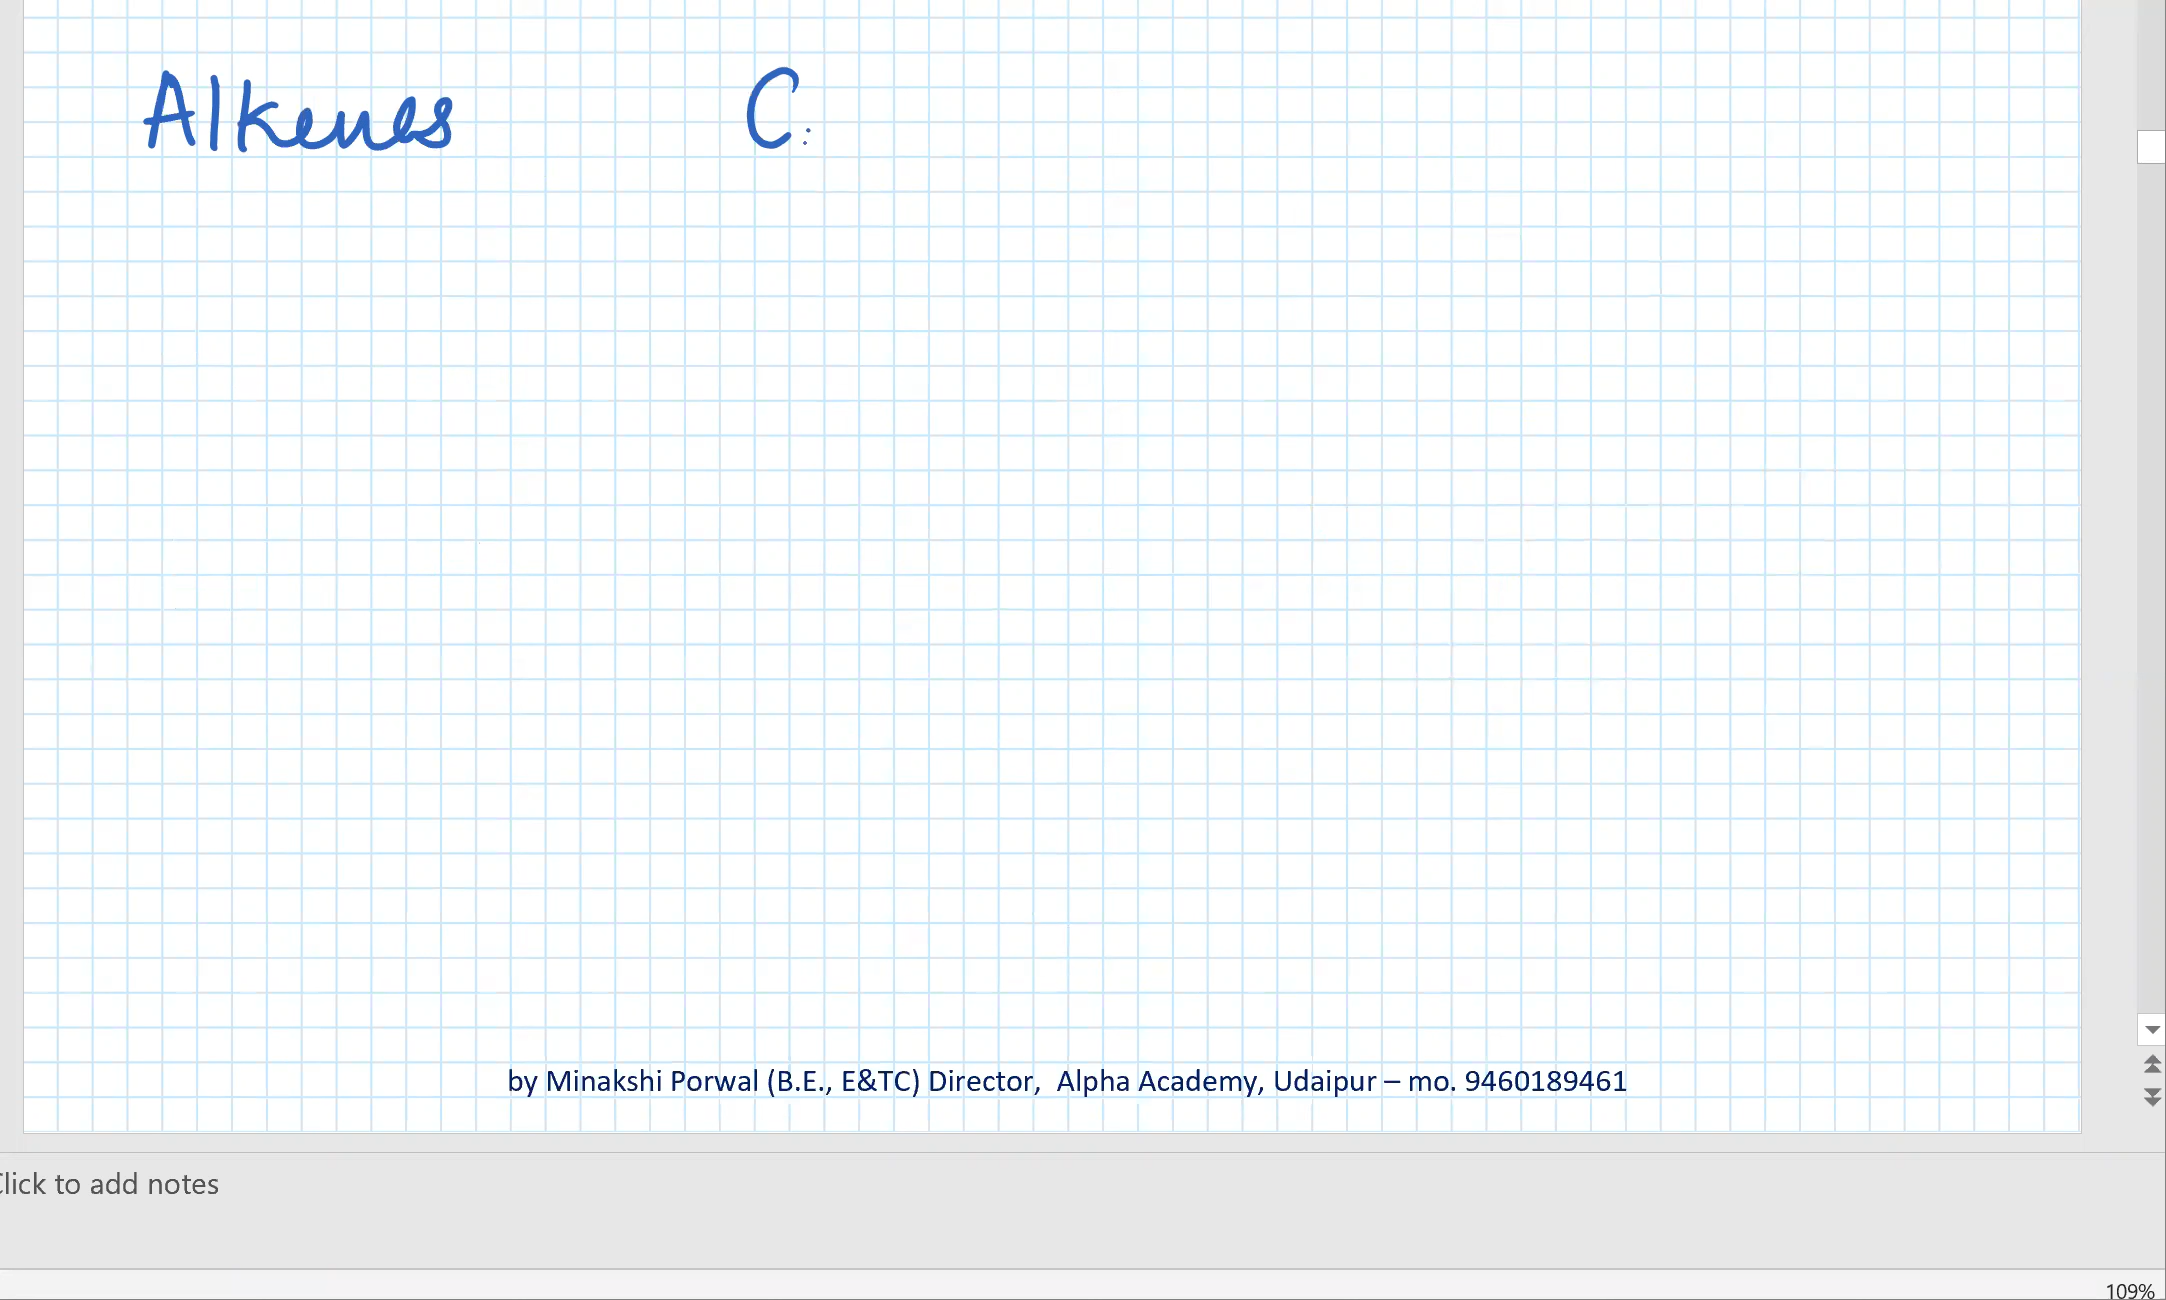 Alkenes C
by Minakshi Porwal (B.E., E&TC) Director, Alpha Academy, Udaipur – mo. 9460189461
Click to add notes
109%